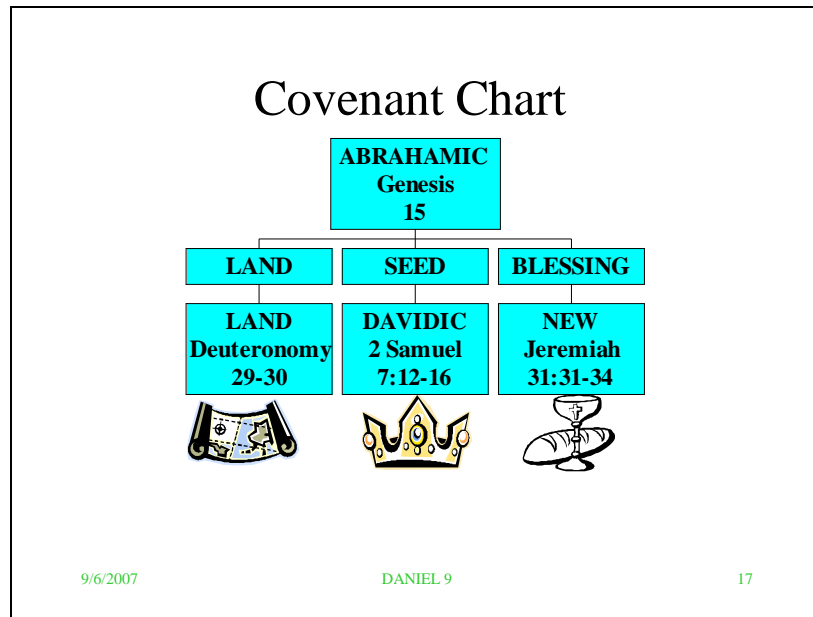 Covenant Chart
ABRAHAMIC
Genesis
15
LAND
SEED
BLESSING
LAND
Deuteronomy
29-30
DAVIDIC
2 Samuel
7:12-16
NEW
Jeremiah
31:31-34
9/6/2007
DANIEL 9
17